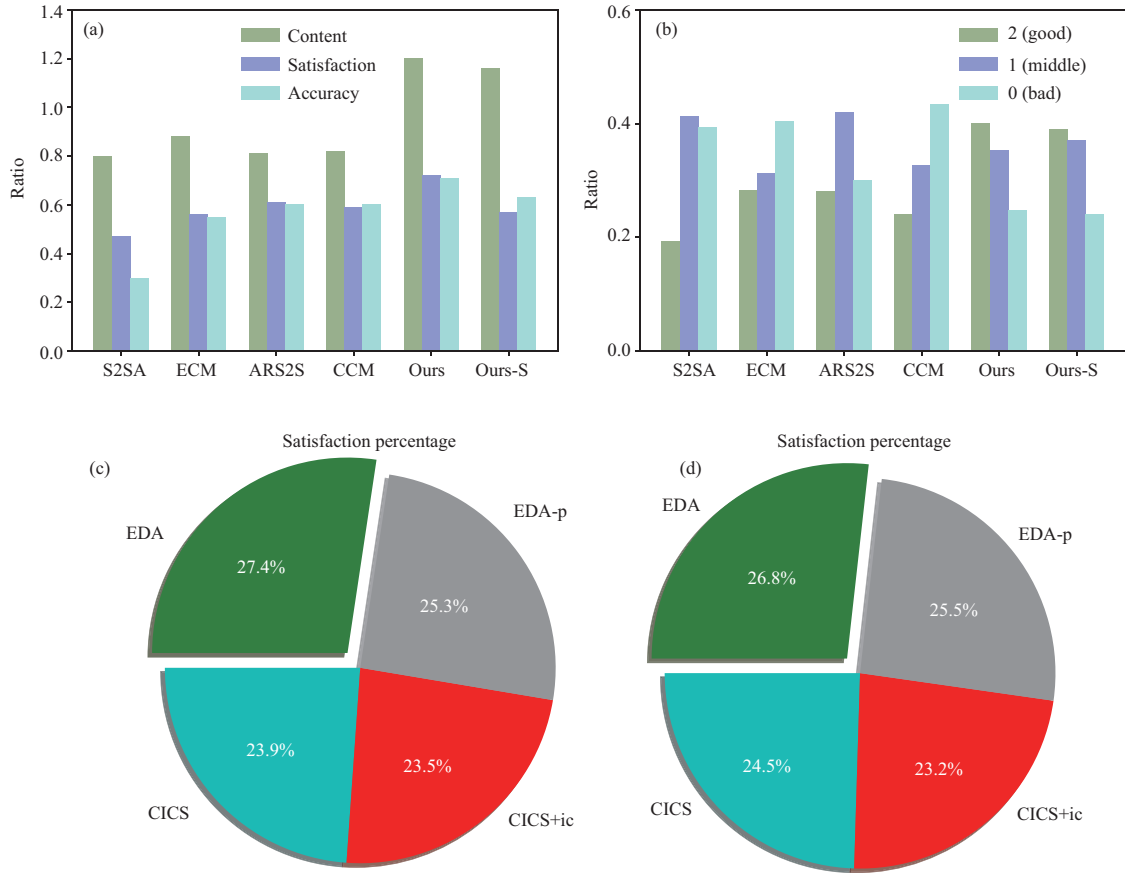 (a)
Content
Satisfaction
Accuracy
Ratio
1.4
1.2
1.0
0.8
0.6
0.4
0.2
0.0
S2SA ECM ARS2S CCM Ours Ours-S
(b)
2 (good)
1 (middle)
0 (bad)
Ratio
0.6
0.4
0.2
0.0
S2SA ECM ARS2S CCM Ours Ours-S
Satisfaction percentage
(c)
EDA
EDA-p
27.4%
25.3%
23.9%
23.5%
CICS
CICS+ic
Satisfaction percentage
(d)
EDA
EDA-p
26.8%
25.5%
24.5%
23.2%
CICS
CICS+ic